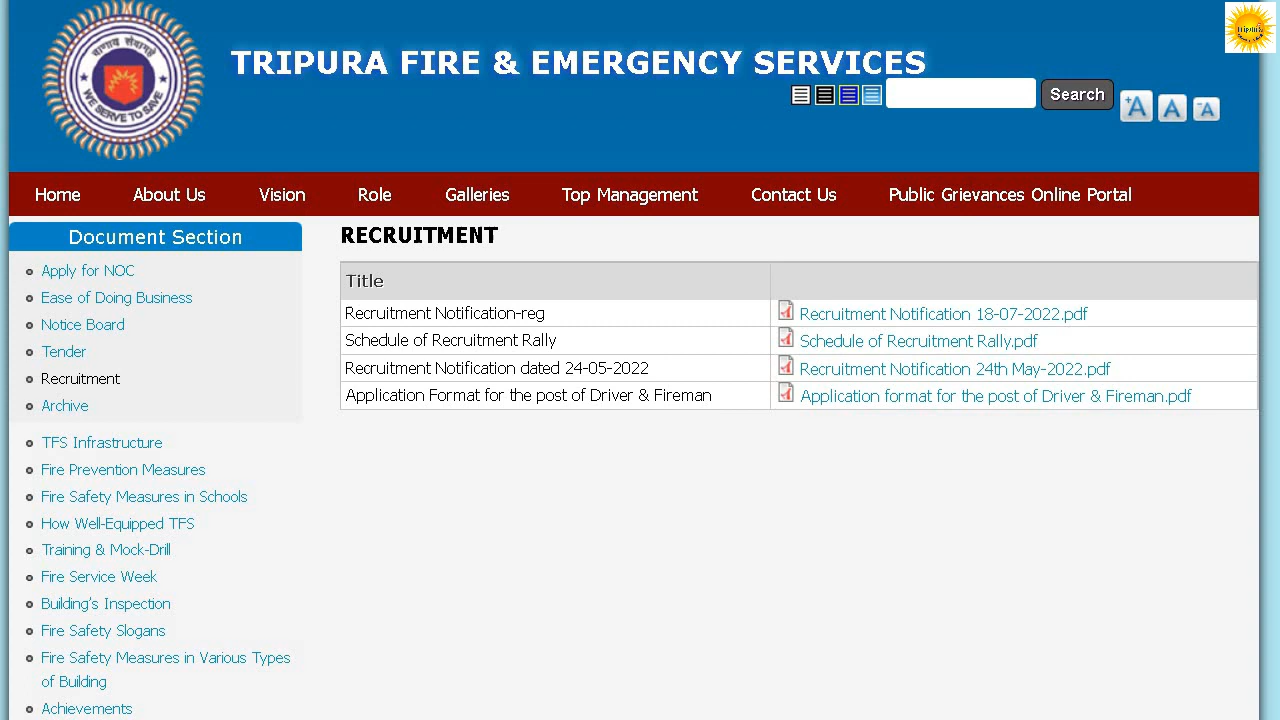 WE SERVE TO SAVE
TRIPURA FIRE & EMERGENCY SERVICES
Search
+A A -A
Home About Us Vision Role Galleries Top Management Contact Us Public Grievances Online Portal
Document Section
Apply for NOC
Ease of Doing Business
Notice Board
Tender
Recruitment
Archive
TFS Infrastructure
Fire Prevention Measures
Fire Safety Measures in Schools
How Well-Equipped TFS
Training & Mock-Drill
Fire Service Week
Building's Inspection
Fire Safety Slogans
Fire Safety Measures in Various Types
of Building
Achievements
RECRUITMENT
Title
Recruitment Notification-reg Recruitment Notification 18-07-2022.pdf
Schedule of Recruitment Rally Schedule of Recruitment Rally.pdf
Recruitment Notification dated 24-05-2022 Recruitment Notification 24th May-2022.pdf
Application Format for the post of Driver & Fireman Application format for the post of Driver & Fireman.pdf